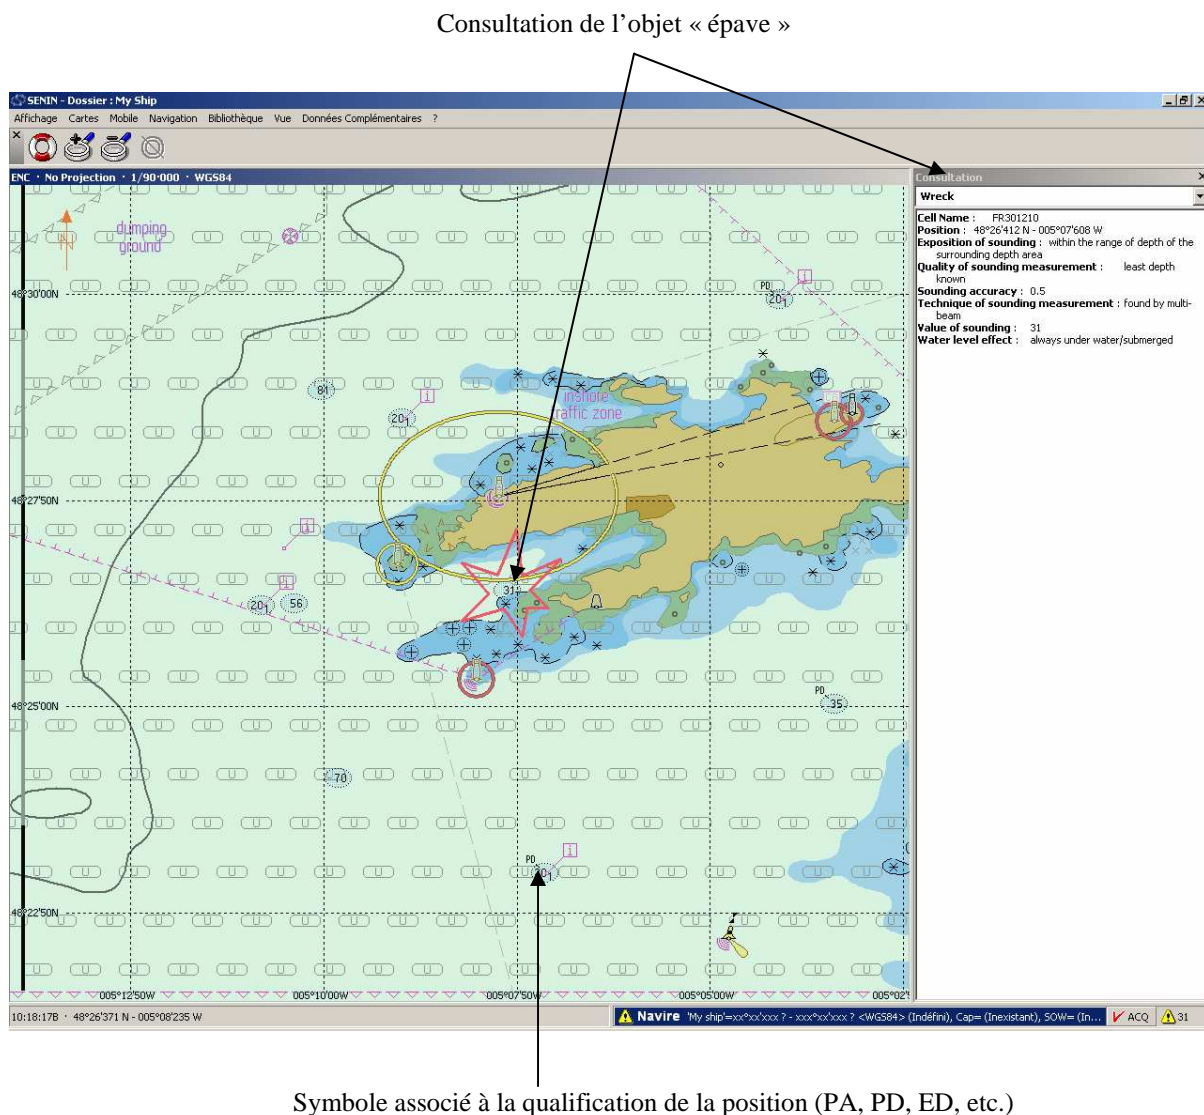 Consultation de l’objet « épave »
SENIN - Dossier : My Ship
Affichage Cartes Mobile Navigation Bibliothèque Vue Données Complémentaires ?
ENC · No Projection · 1/90·000 · WGS84
Consultation
Wreck
Cell Name : FR301210
Position : 48°26'412 N - 005°07'608 W
Exposition of sounding : within the range of depth of the
surrounding depth area
Quality of sounding measurement : least depth
known
Sounding accuracy : 0.5
Technique of sounding measurement : found by multi-
beam
Value of sounding : 31
Water level effect : always under water/submerged
dumping
ground
N
48°30'00N
PD
20₁
i
81
20₁
i
inshore
traffic zone
48°27'50N
i
31
20₁
i
56
48°25'00N
PD
35
70
PD
20₁
i
48°22'50N
005°12'50W 005°10'00W 005°07'50W 005°05'00W 005°02'
10:18:17B · 48°26'371 N - 005°08'235 W
Navire 'My ship'=xx°xx'xxx ? - xxx°xx'xxx ? <WGS84> (Indéfini), Cap= (Inexistant), SOW= (In... ACQ 31
Symbole associé à la qualification de la position (PA, PD, ED, etc.)